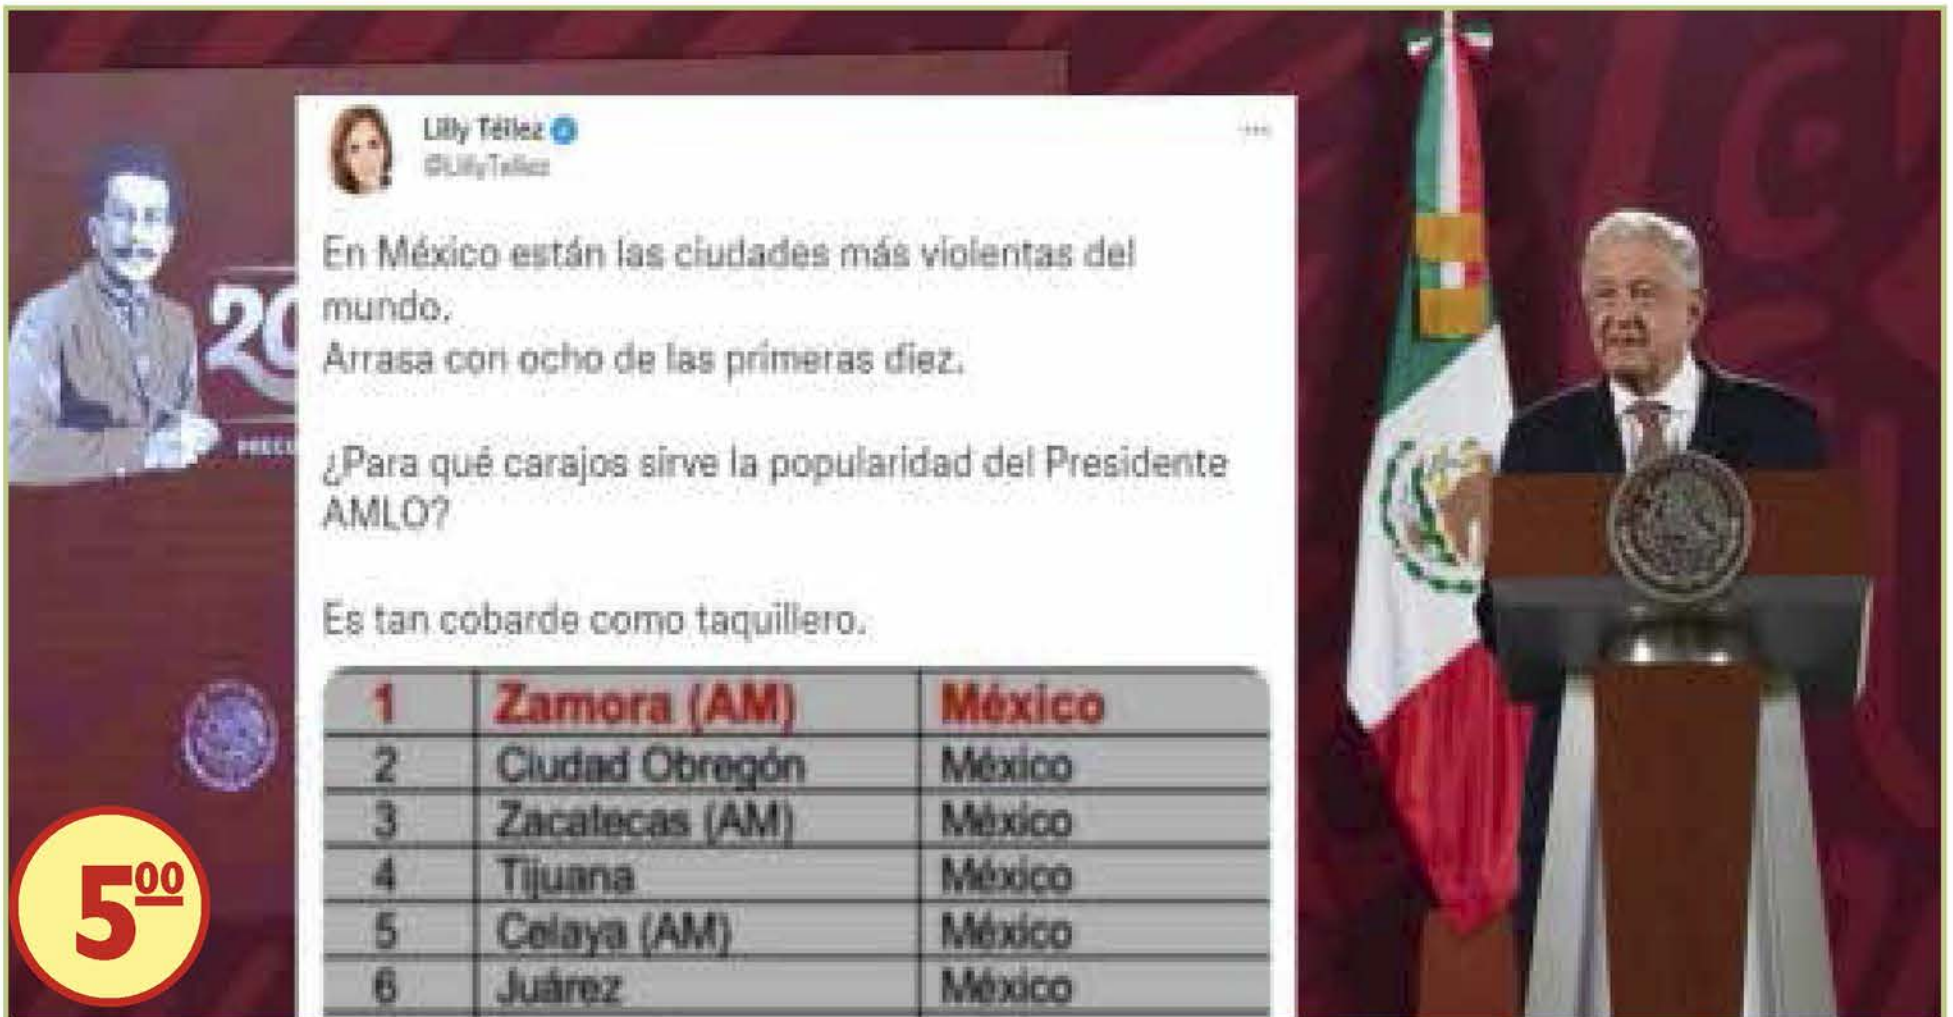 Lilly Téllez
@LillyTellez
En México están las ciudades más violentas del
mundo.
Arrasa con ocho de las primeras diez.
¿Para qué carajos sirve la popularidad del Presidente
AMLO?
Es tan cobarde como taquillero.
1 Zamora (AM) México
2 Ciudad Obregón México
3 Zacatecas (AM) México
4 Tijuana México
5 Celaya (AM) México
6 Juárez México
20
5.00